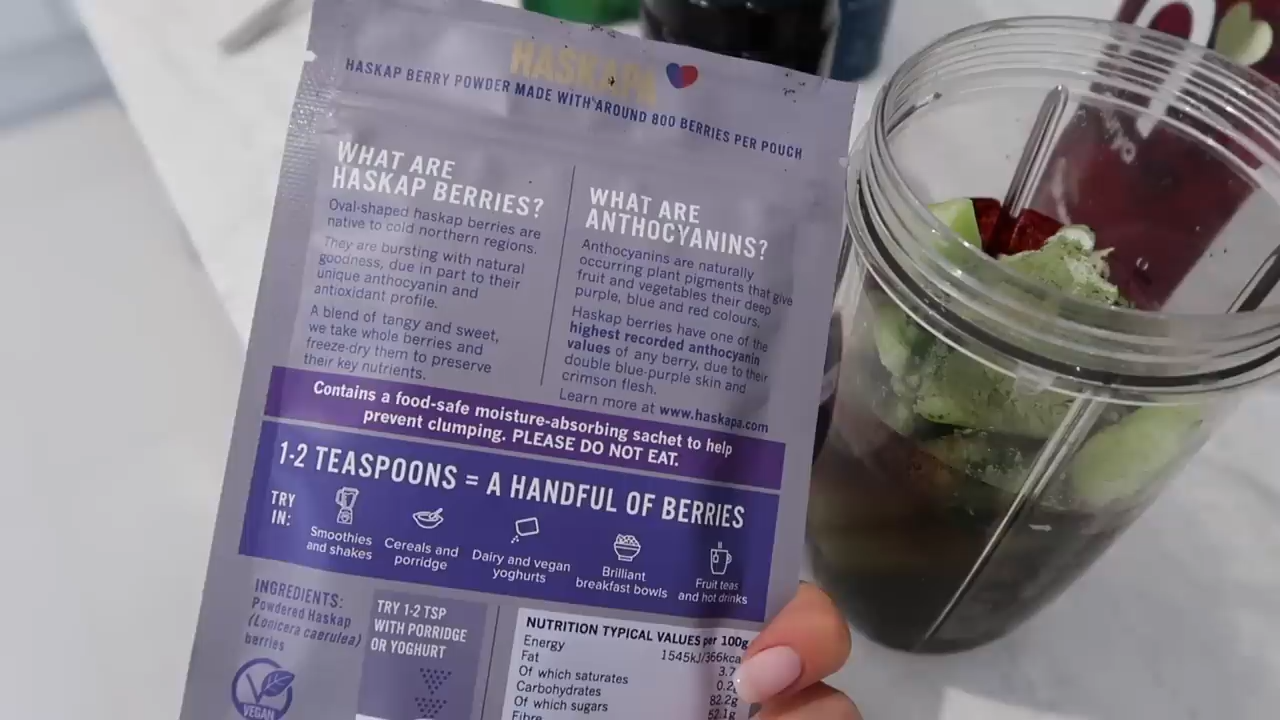 HASKAPA
HASKAP BERRY POWDER MADE WITH AROUND 800 BERRIES PER POUCH
WHAT ARE
HASKAP BERRIES?
Oval-shaped haskap berries are
native to cold northern regions.
They are bursting with natural
goodness, due in part to their
unique anthocyanin and
antioxidant profile.
A blend of tangy and sweet,
we take whole berries and
freeze-dry them to preserve
their key nutrients.
WHAT ARE
ANTHOCYANINS?
Anthocyanins are naturally
occurring plant pigments that give
fruit and vegetables their deep
purple, blue and red colours.
Haskap berries have one of the
highest recorded anthocyanin
values of any berry, due to their
double blue-purple skin and
crimson flesh.
Learn more at www.haskapa.com
Contains a food-safe moisture-absorbing sachet to help
prevent clumping. PLEASE DO NOT EAT.
1-2 TEASPOONS = A HANDFUL OF BERRIES
TRY
IN:
Smoothies
and shakes
Cereals and
porridge
Dairy and vegan
yoghurts
Brilliant
breakfast bowls
Fruit teas
and hot drinks
INGREDIENTS:
Powdered Haskap
(Lonicera caerulea)
berries
VEGAN
TRY 1-2 TSP
WITH PORRIDGE
OR YOGHURT
NUTRITION TYPICAL VALUES per 100g
Energy 1545kJ/366kca
Fat 3.7
Of which saturates 0.2
Carbohydrates 82.2g
Of which sugars 52.1g
Fibre